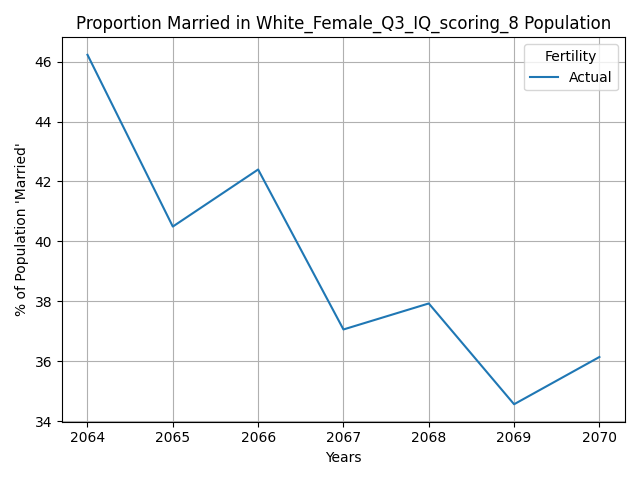 Proportion Married in White_Female_Q3_IQ_scoring_8 Population
Fertility
Actual
% of Population 'Married'
46
44
42
40
38
36
34
2064 2065 2066 2067 2068 2069 2070
Years